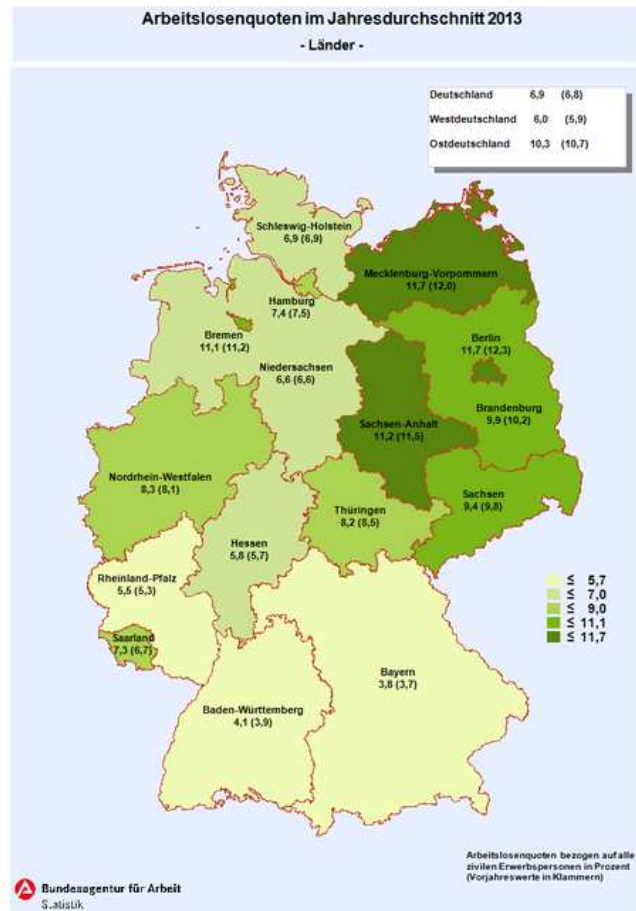 Arbeitslosenquoten im Jahresdurchschnitt 2013
- Länder -
Deutschland 6,9 (6,8)
Westdeutschland 6,0 (5,9)
Ostdeutschland 10,3 (10,7)
Schleswig-Holstein
6,9 (6,9)
Mecklenburg-Vorpommern
11,7 (12,0)
Hamburg
7,4 (7,5)
Bremen
11,1 (11,2)
Berlin
11,7 (12,3)
Niedersachsen
6,6 (6,6)
Brandenburg
9,9 (10,2)
Sachsen-Anhalt
11,2 (11,5)
Nordrhein-Westfalen
8,3 (8,1)
Sachsen
9,4 (9,8)
Thüringen
8,2 (8,5)
Hessen
5,8 (5,7)
Rheinland-Pfalz
5,5 (5,3)
Saarland
7,3 (6,7)
Bayern
3,8 (3,7)
Baden-Württemberg
4,1 (3,9)
≤ 5,7
≤ 7,0
≤ 9,0
≤ 11,1
≤ 11,7
Arbeitslosenquoten bezogen auf alle
zivilen Erwerbspersonen in Prozent
(Vorjahreswerte in Klammern)
Bundesagentur für Arbeit
Statistik